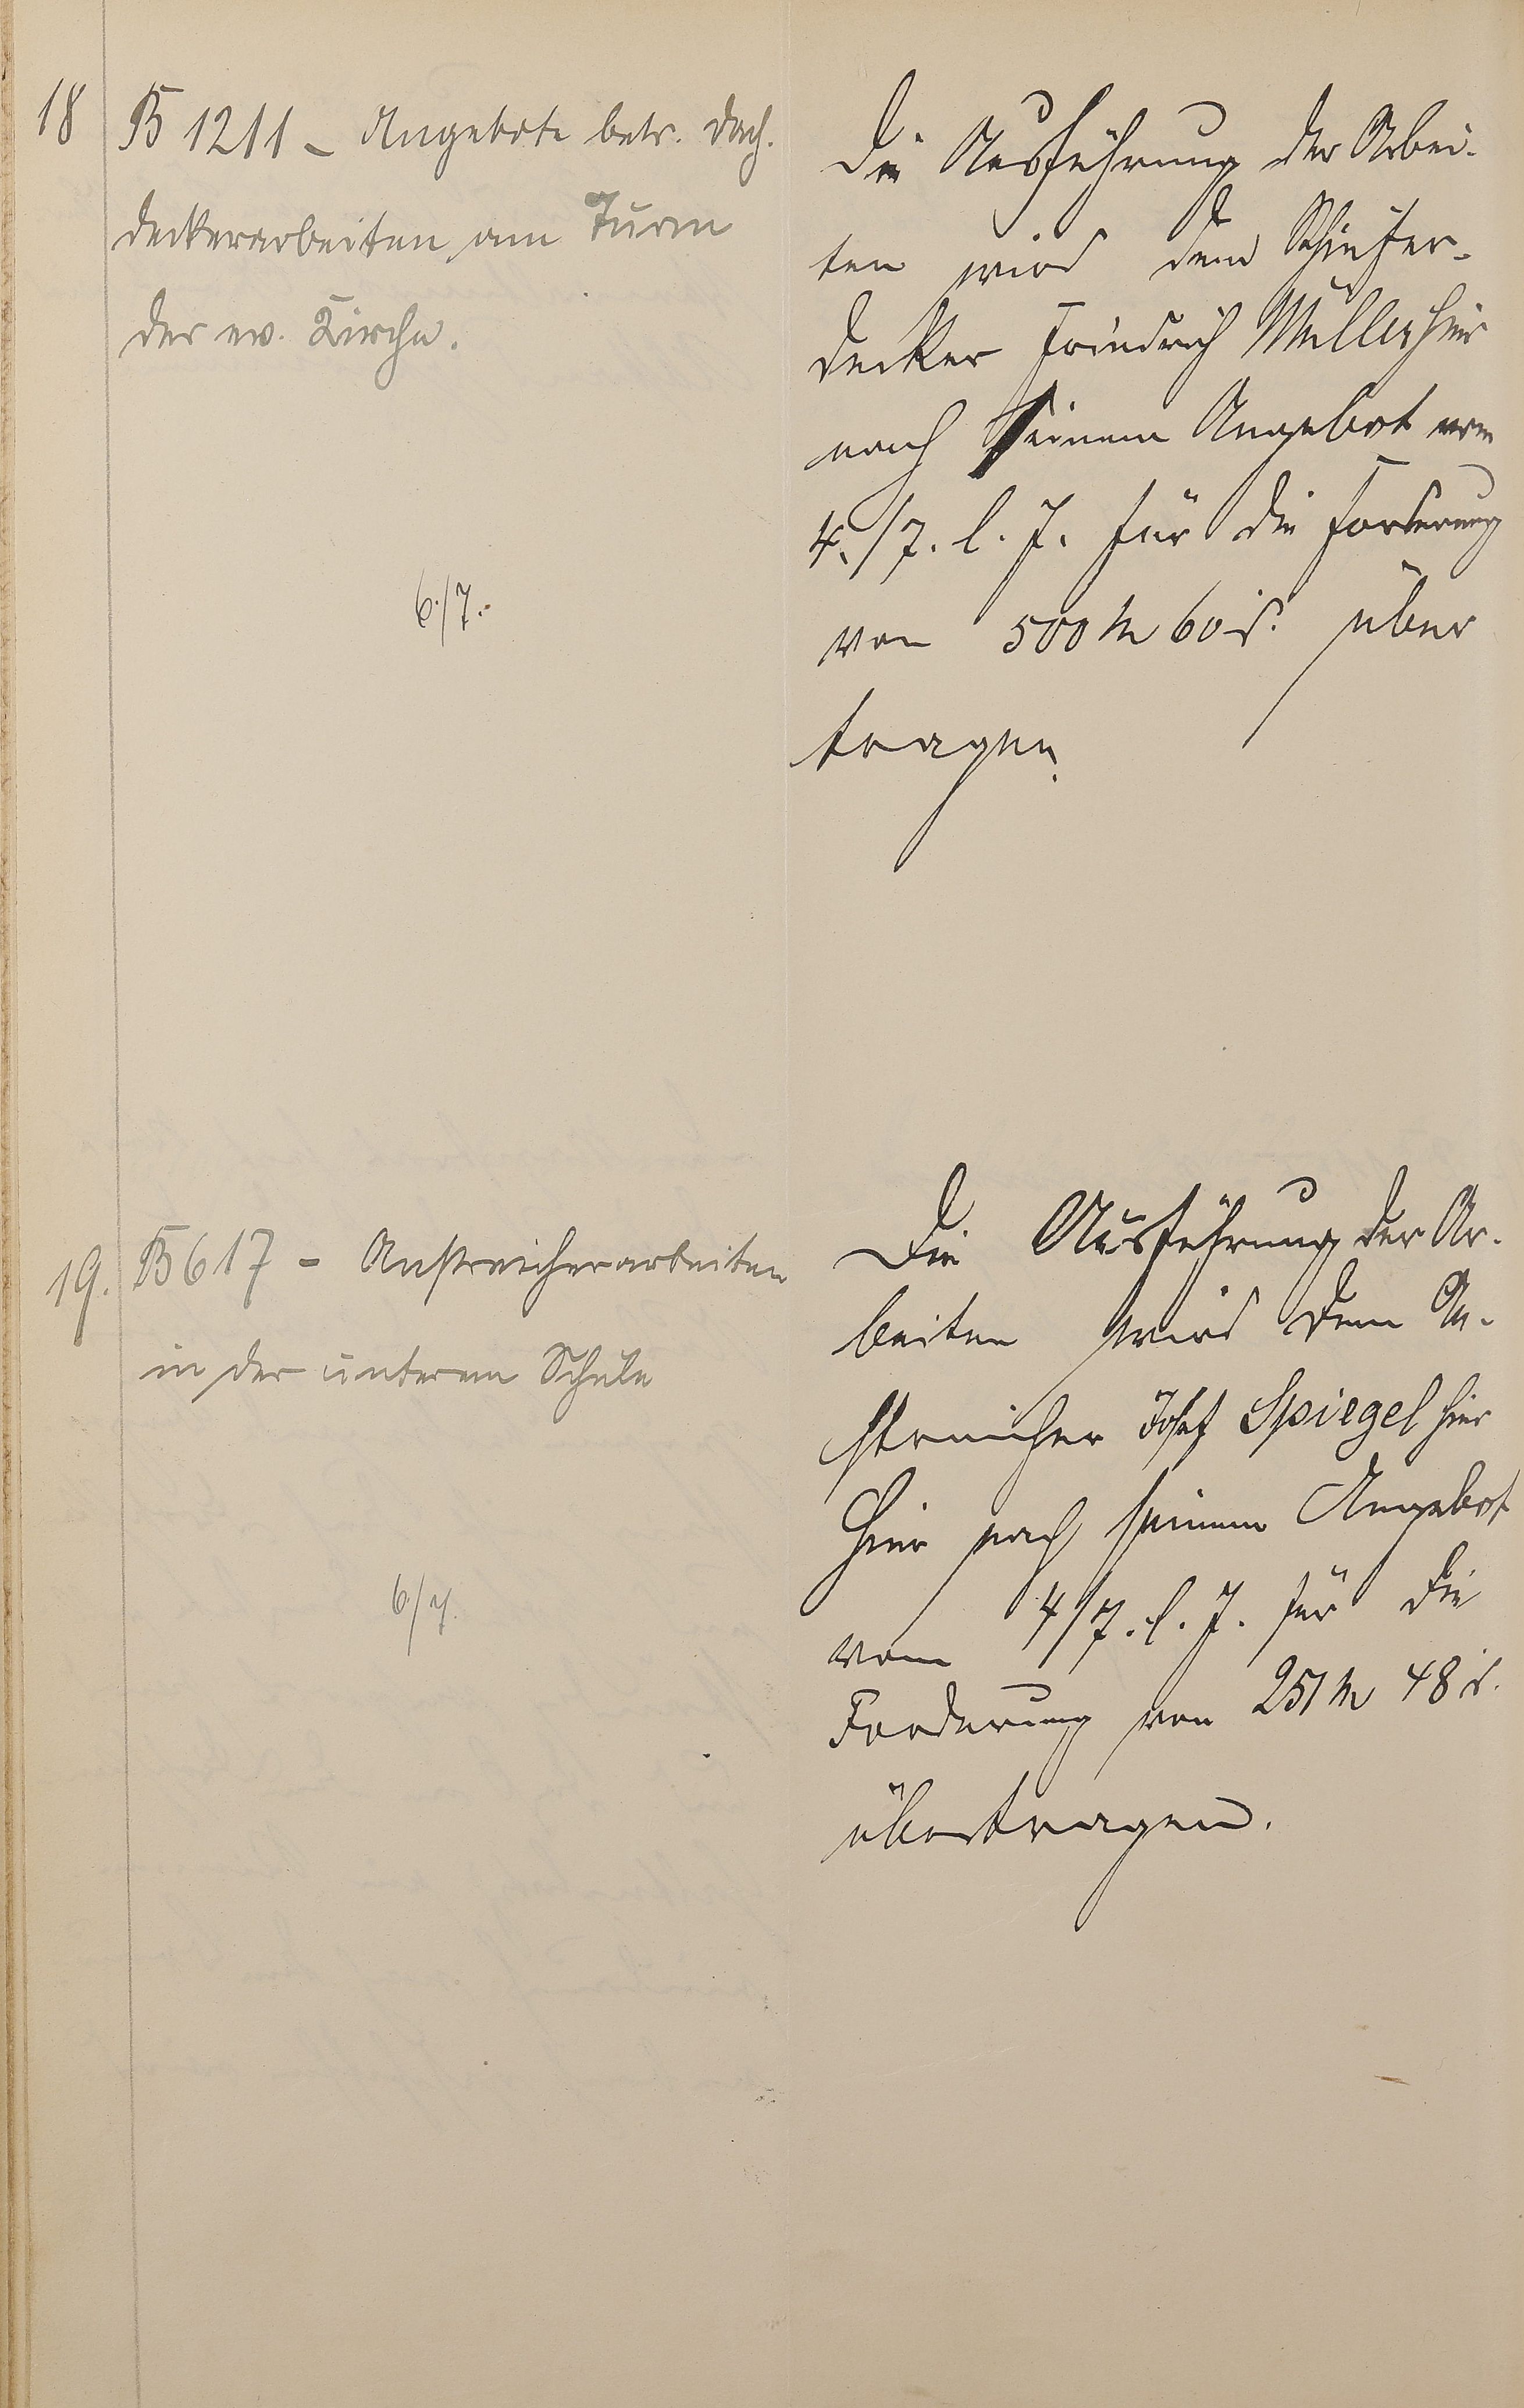 18
B 1211 - Angebote betr. Dach-
deckerarbeiten am Turm
der ev. Kirche.
6./7.
Die Ausführung der Arbei-
ten wird dem Schiefer-
decker Friedrich Müller hier
nach seinem Angebot vom
4./7. l. J. für die Forderung
von 500 M 60 d. über
tragen.
19.
B 617 - Anstreicherarbeiten
in der unteren Schule
6/7.
Die Ausführung der Ar-
beiten wird dem An-
streicher Josef Spiegel hier
hier nach seinem Angebot
vom 4/7. l. J. für die
Forderung von 251 M 48 d.
übertragen.